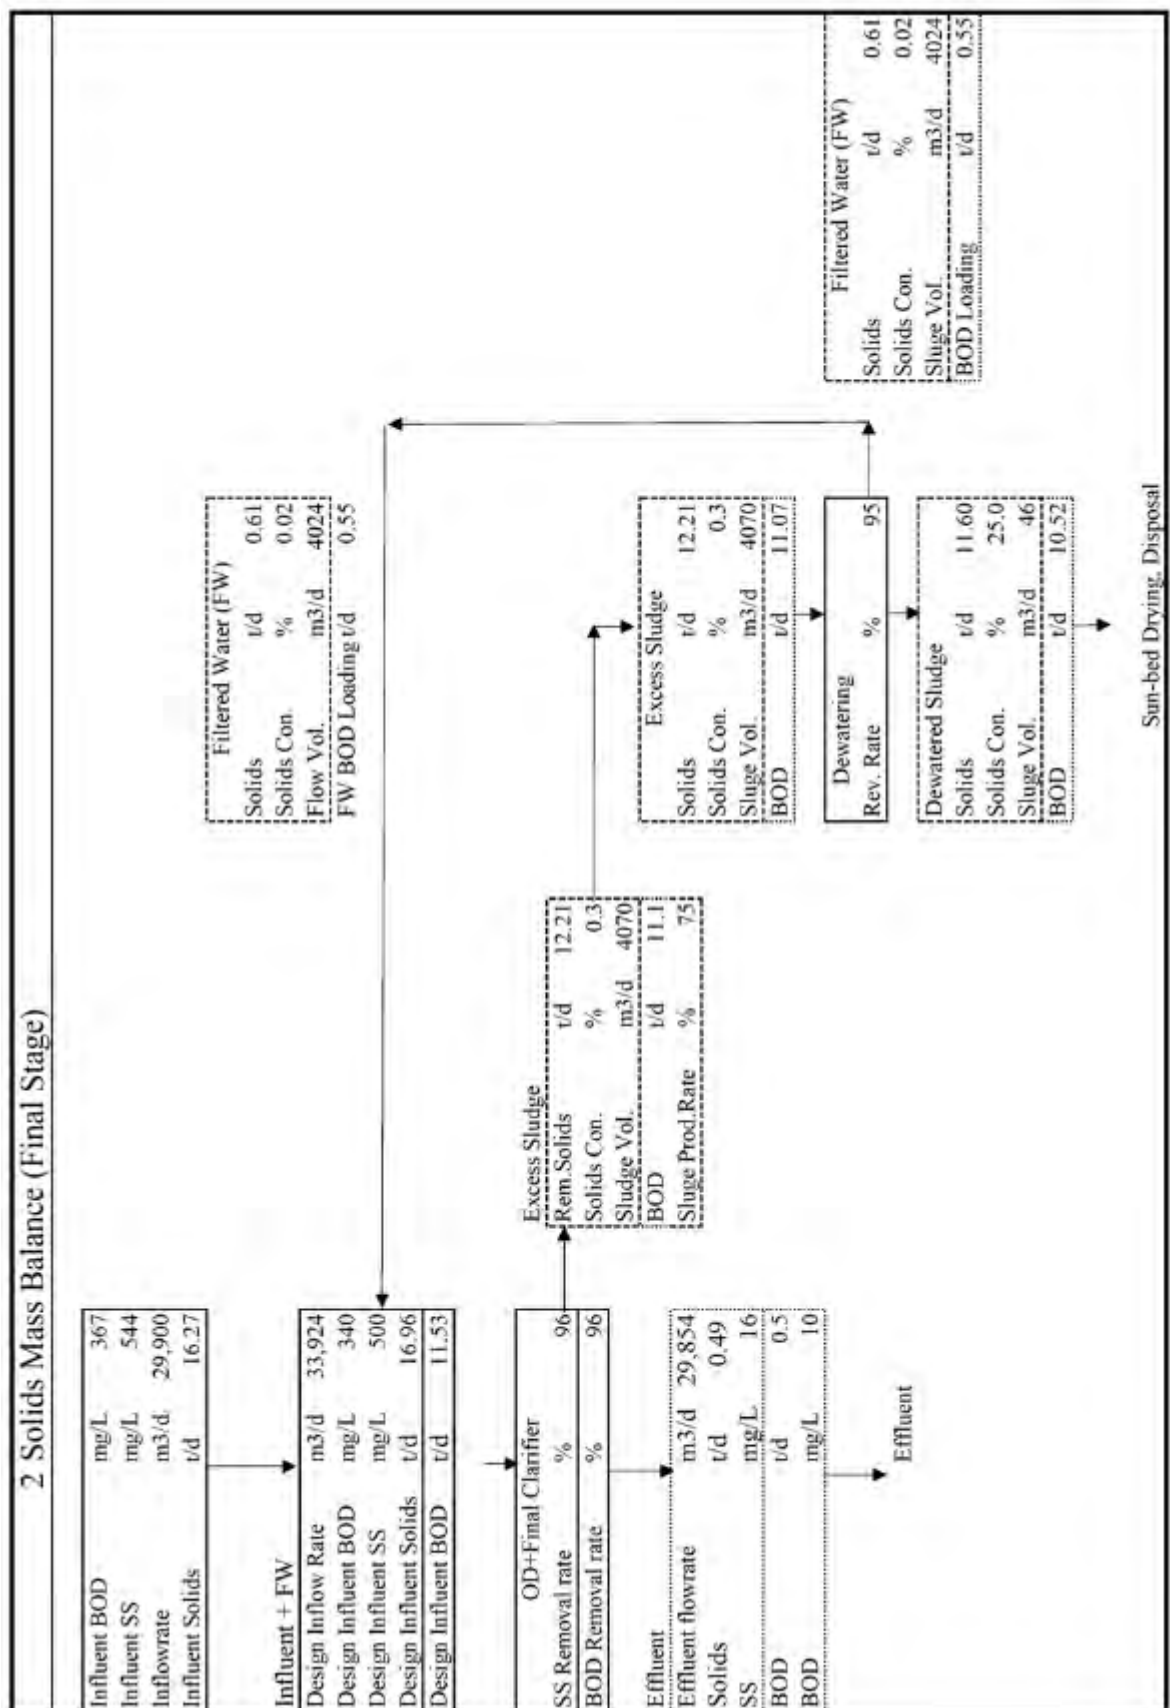 2 Solids Mass Balance (Final Stage)
Influent BOD mg/L 367
Influent SS mg/L 544
Inflowrate m3/d 29,900
Influent Solids t/d 16.27
Filtered Water (FW)
Solids t/d 0.61
Solids Con. % 0.02
Flow Vol. m3/d 4024
FW BOD Loading t/d 0.55
Influent + FW
Design Inflow Rate m3/d 33,924
Design Influent BOD mg/L 340
Design Influent SS mg/L 500
Design Influent Solids t/d 16.96
Design Influent BOD t/d 11.53
OD+Final Clarifier
SS Removal rate % 96
BOD Removal rate % 96
Excess Sludge
Rem.Solids t/d 12.21
Solids Con. % 0.3
Sludge Vol. m3/d 4070
BOD t/d 11.1
Sluge Prod.Rate % 75
Effluent
Effluent flowrate m3/d 29,854
Solids t/d 0.49
SS mg/L 16
BOD t/d 0.5
BOD mg/L 10
Effluent
Excess Sludge
Solids t/d 12.21
Solids Con. % 0.3
Sluge Vol. m3/d 4070
BOD t/d 11.07
Dewatering
Rev. Rate % 95
Dewatered Sludge
Solids t/d 11.60
Solids Con. % 25.0
Sluge Vol. m3/d 46
BOD t/d 10.52
Sun-bed Drying, Disposal
Filtered Water (FW)
Solids t/d 0.61
Solids Con. % 0.02
Sluge Vol. m3/d 4024
BOD Loading t/d 0.55